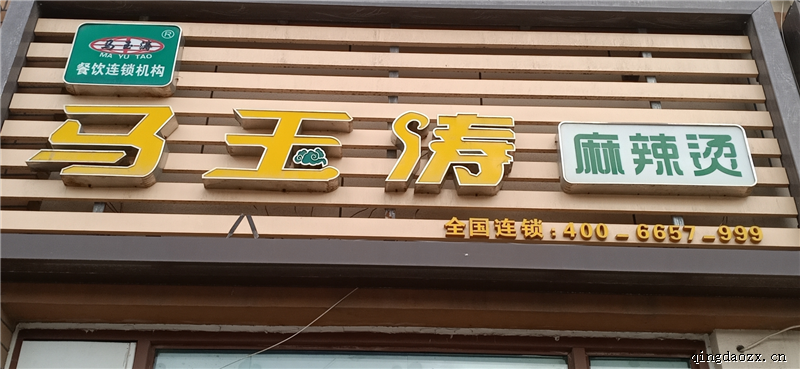 马玉涛
MA YU TAO
®
餐饮连锁机构
马玉涛
麻辣烫
全国连锁:400-6657-999
qingdaozx.cn